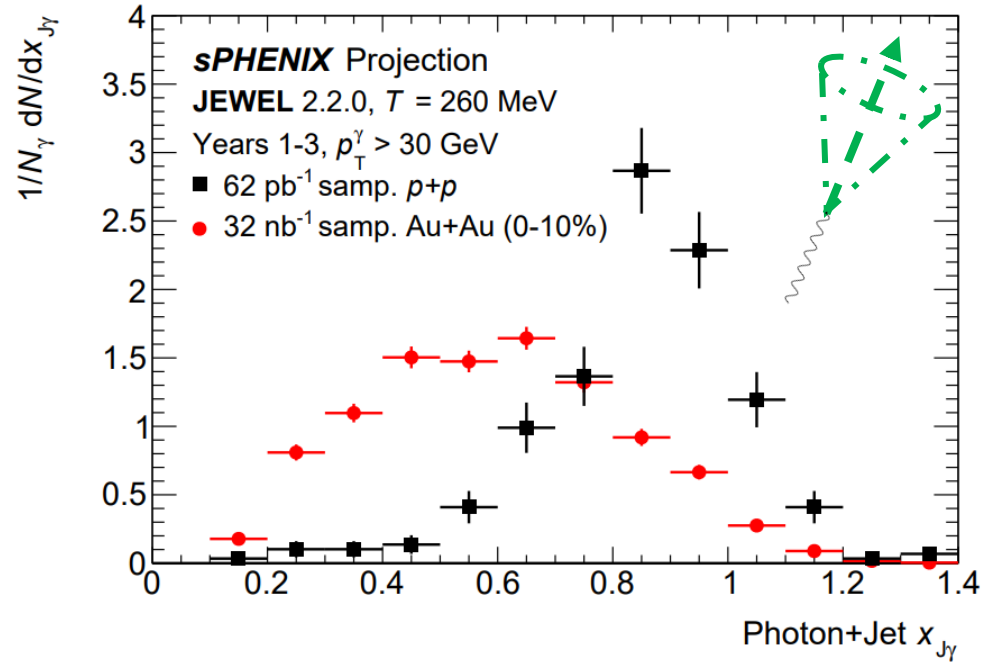 1/Nγ dN/dxJγ
4
3.5
3
2.5
2
1.5
1
0.5
0
sPHENIX Projection
JEWEL 2.2.0, T = 260 MeV
Years 1-3, pTγ > 30 GeV
62 pb-1 samp. p+p
32 nb-1 samp. Au+Au (0-10%)
0 0.2 0.4 0.6 0.8 1 1.2 1.4
Photon+Jet xJγ